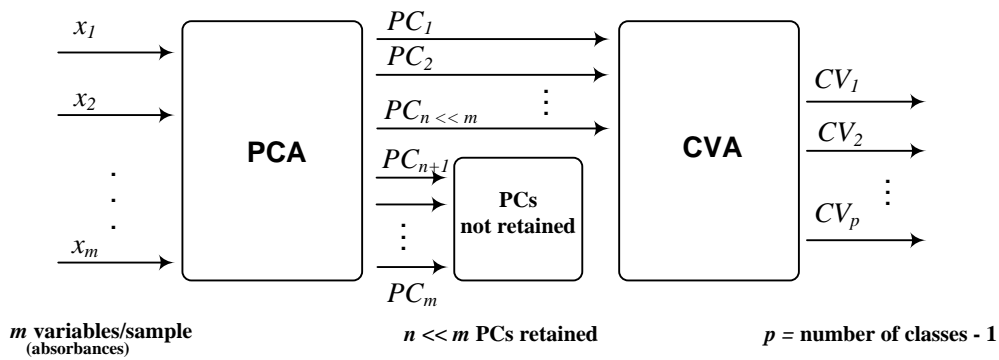 x1
x2
xm
PCA
PC1
PC2
PCn << m
PCn+1
PCm
PCs
not retained
CVA
CV1
CV2
CVp
m variables/sample
(absorbances)
n << m PCs retained
p = number of classes - 1